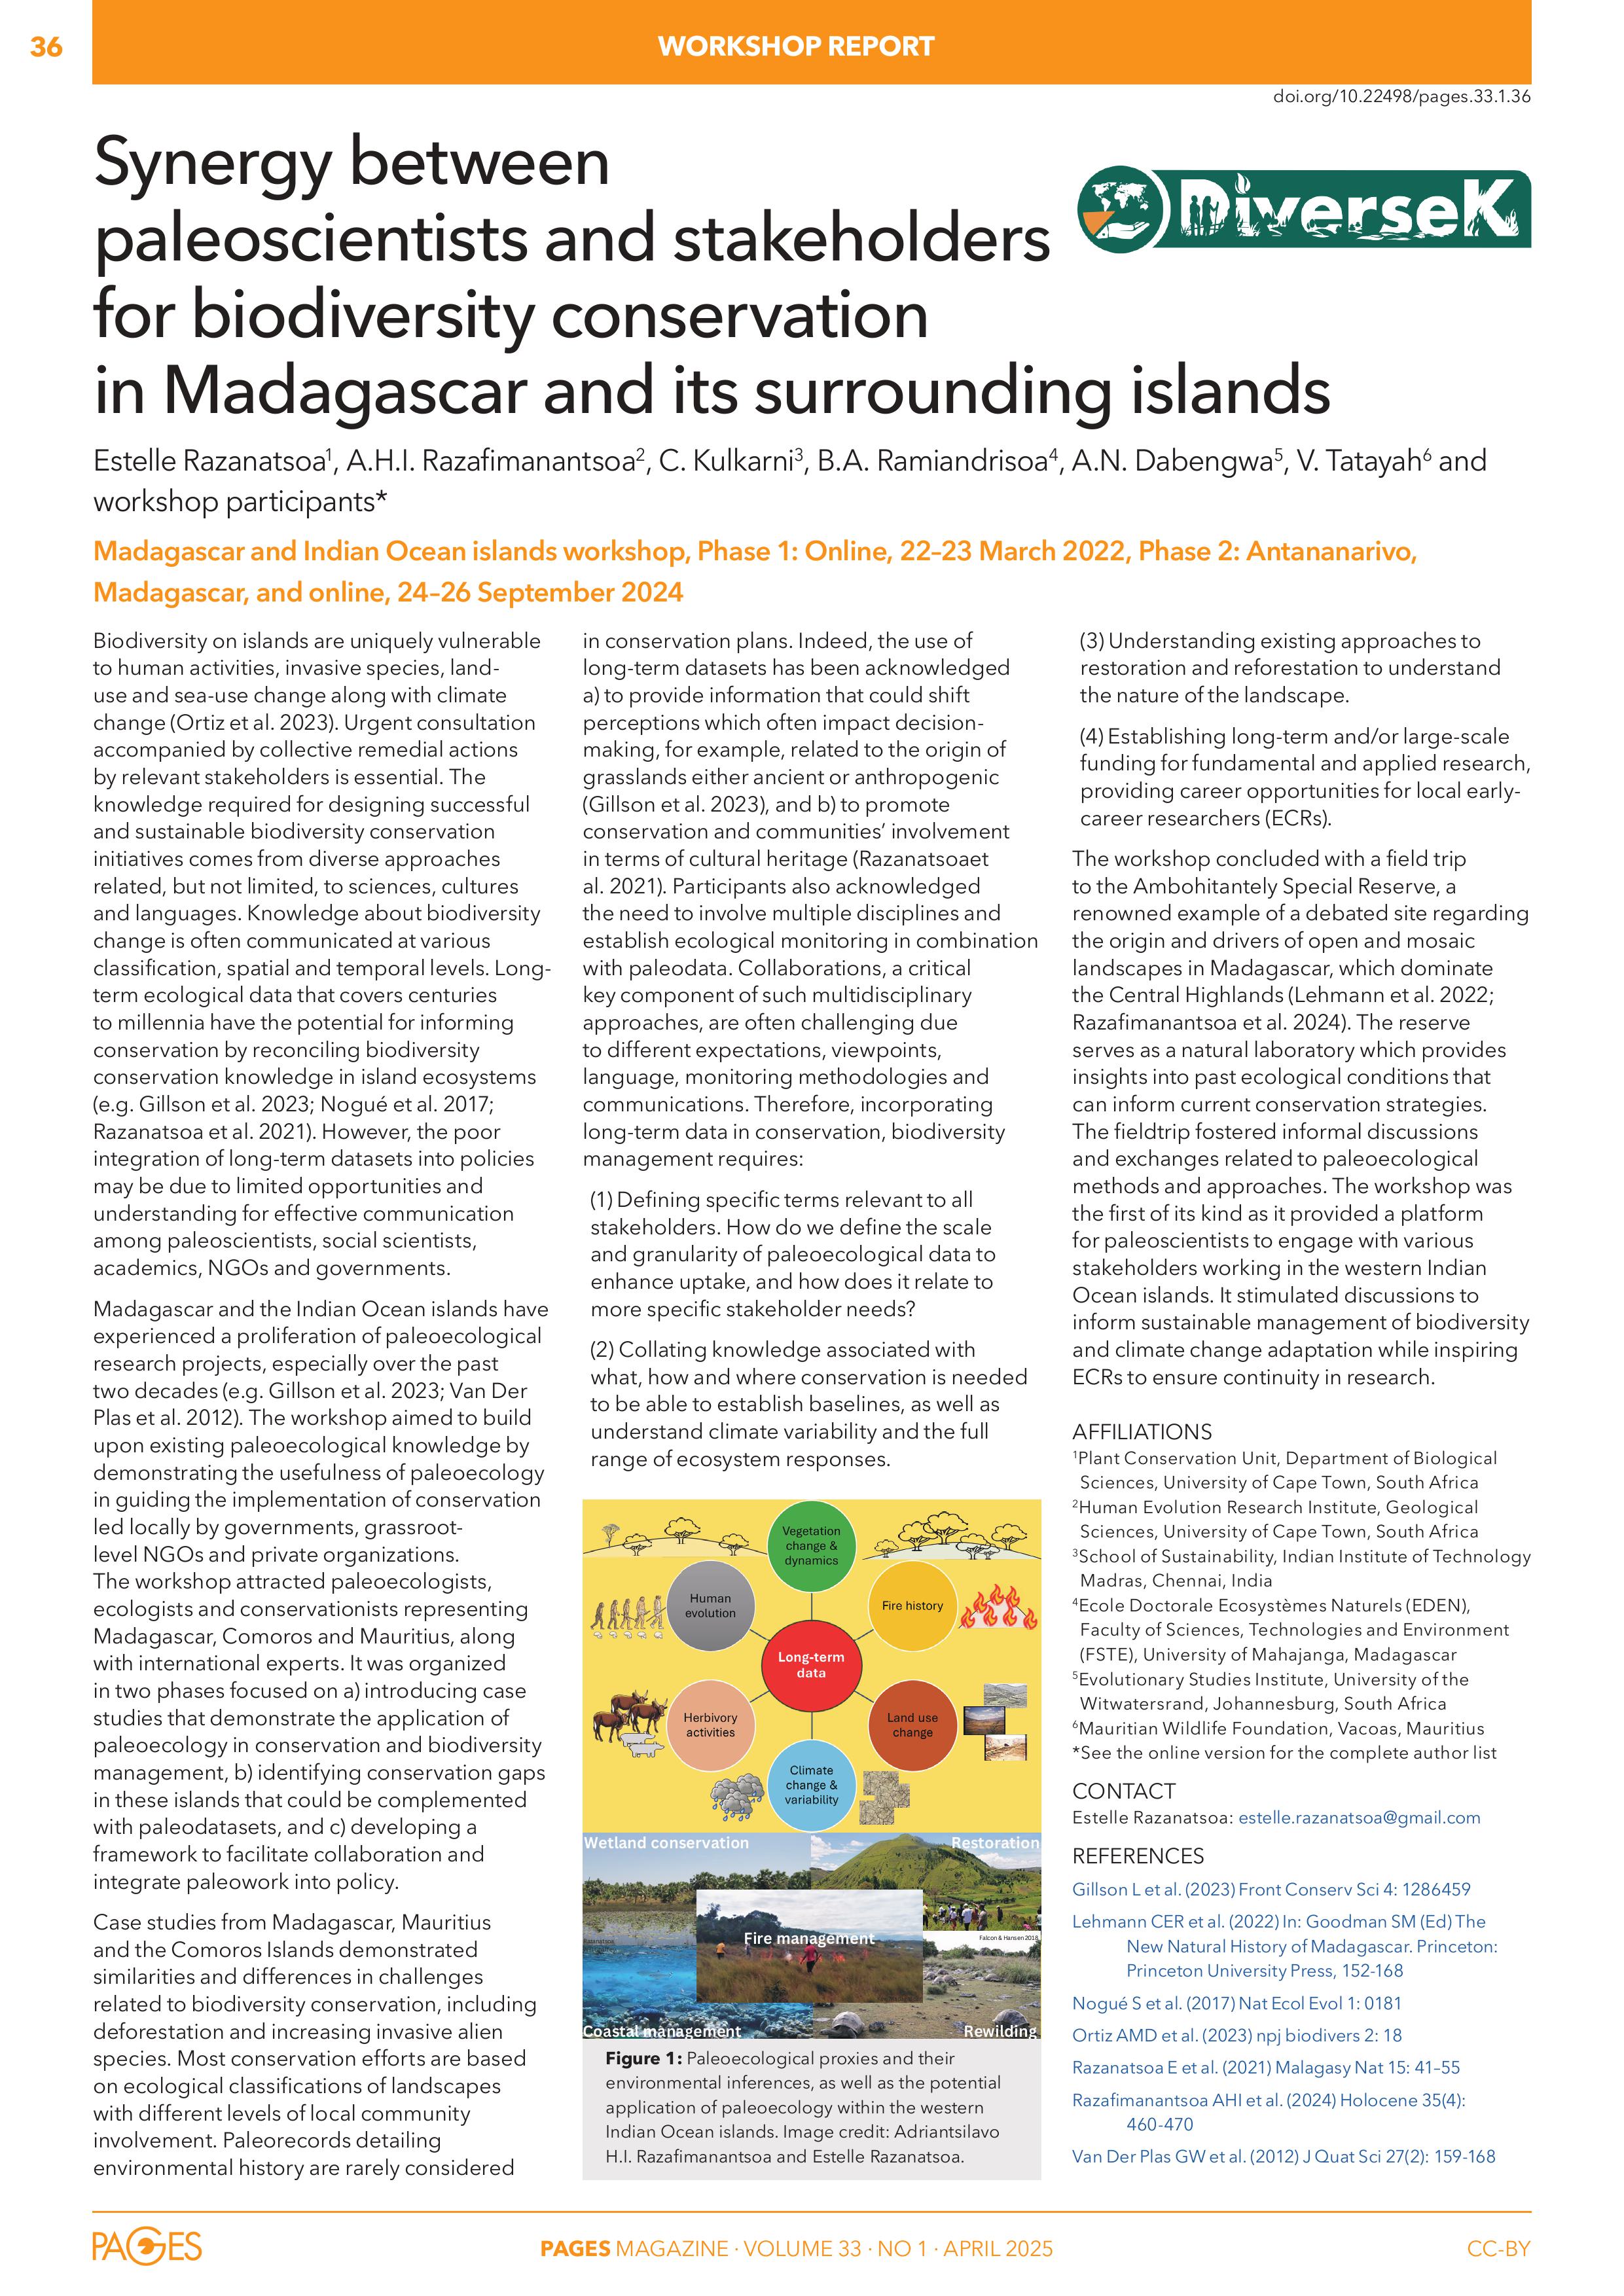 36
WORKSHOP REPORT
doi.org/10.22498/pages.33.1.36
Synergy between
paleoscientists and stakeholders
for biodiversity conservation
in Madagascar and its surrounding islands
DiverseK
Estelle Razanatsoa1, A.H.I. Razafimanantsoa2, C. Kulkarni3, B.A. Ramiandrisoa4, A.N. Dabengwa5, V. Tatayah6 and
workshop participants*
Madagascar and Indian Ocean islands workshop, Phase 1: Online, 22–23 March 2022, Phase 2: Antananarivo,
Madagascar, and online, 24–26 September 2024
Biodiversity on islands are uniquely vulnerable
to human activities, invasive species, land-
use and sea-use change along with climate
change (Ortiz et al. 2023). Urgent consultation
accompanied by collective remedial actions
by relevant stakeholders is essential. The
knowledge required for designing successful
and sustainable biodiversity conservation
initiatives comes from diverse approaches
related, but not limited, to sciences, cultures
and languages. Knowledge about biodiversity
change is often communicated at various
classification, spatial and temporal levels. Long-
term ecological data that covers centuries
to millennia have the potential for informing
conservation by reconciling biodiversity
conservation knowledge in island ecosystems
(e.g. Gillson et al. 2023; Nogué et al. 2017;
Razanatsoa et al. 2021). However, the poor
integration of long-term datasets into policies
may be due to limited opportunities and
understanding for effective communication
among paleoscientists, social scientists,
academics, NGOs and governments.
Madagascar and the Indian Ocean islands have
experienced a proliferation of paleoecological
research projects, especially over the past
two decades (e.g. Gillson et al. 2023; Van Der
Plas et al. 2012). The workshop aimed to build
upon existing paleoecological knowledge by
demonstrating the usefulness of paleoecology
in guiding the implementation of conservation
led locally by governments, grassroot-
level NGOs and private organizations.
The workshop attracted paleoecologists,
ecologists and conservationists representing
Madagascar, Comoros and Mauritius, along
with international experts. It was organized
in two phases focused on a) introducing case
studies that demonstrate the application of
paleoecology in conservation and biodiversity
management, b) identifying conservation gaps
in these islands that could be complemented
with paleodatasets, and c) developing a
framework to facilitate collaboration and
integrate paleowork into policy.
Case studies from Madagascar, Mauritius
and the Comoros Islands demonstrated
similarities and differences in challenges
related to biodiversity conservation, including
deforestation and increasing invasive alien
species. Most conservation efforts are based
on ecological classifications of landscapes
with different levels of local community
involvement. Paleorecords detailing
environmental history are rarely considered
in conservation plans. Indeed, the use of
long-term datasets has been acknowledged
a) to provide information that could shift
perceptions which often impact decision-
making, for example, related to the origin of
grasslands either ancient or anthropogenic
(Gillson et al. 2023), and b) to promote
conservation and communities’ involvement
in terms of cultural heritage (Razanatsoaet
al. 2021). Participants also acknowledged
the need to involve multiple disciplines and
establish ecological monitoring in combination
with paleodata. Collaborations, a critical
key component of such multidisciplinary
approaches, are often challenging due
to different expectations, viewpoints,
language, monitoring methodologies and
communications. Therefore, incorporating
long-term data in conservation, biodiversity
management requires:
(1) Defining specific terms relevant to all
stakeholders. How do we define the scale
and granularity of paleoecological data to
enhance uptake, and how does it relate to
more specific stakeholder needs?
(2) Collating knowledge associated with
what, how and where conservation is needed
to be able to establish baselines, as well as
understand climate variability and the full
range of ecosystem responses.
Vegetation
change &
dynamics
Human
evolution
Fire history
Long-term
data
Herbivory
activities
Land use
change
Climate
change &
variability
Wetland conservation
Restoration
Fire management
Falcon & Hansen 2018
Coastal management
Rewilding
Figure 1: Paleoecological proxies and their
environmental inferences, as well as the potential
application of paleoecology within the western
Indian Ocean islands. Image credit: Adriantsilavo
H.I. Razafimanantsoa and Estelle Razanatsoa.
(3) Understanding existing approaches to
restoration and reforestation to understand
the nature of the landscape.
(4) Establishing long-term and/or large-scale
funding for fundamental and applied research,
providing career opportunities for local early-
career researchers (ECRs).
The workshop concluded with a field trip
to the Ambohitantely Special Reserve, a
renowned example of a debated site regarding
the origin and drivers of open and mosaic
landscapes in Madagascar, which dominate
the Central Highlands (Lehmann et al. 2022;
Razafimanantsoa et al. 2024). The reserve
serves as a natural laboratory which provides
insights into past ecological conditions that
can inform current conservation strategies.
The fieldtrip fostered informal discussions
and exchanges related to paleoecological
methods and approaches. The workshop was
the first of its kind as it provided a platform
for paleoscientists to engage with various
stakeholders working in the western Indian
Ocean islands. It stimulated discussions to
inform sustainable management of biodiversity
and climate change adaptation while inspiring
ECRs to ensure continuity in research.
AFFILIATIONS
1Plant Conservation Unit, Department of Biological
Sciences, University of Cape Town, South Africa
2Human Evolution Research Institute, Geological
Sciences, University of Cape Town, South Africa
3School of Sustainability, Indian Institute of Technology
Madras, Chennai, India
4Ecole Doctorale Ecosystèmes Naturels (EDEN),
Faculty of Sciences, Technologies and Environment
(FSTE), University of Mahajanga, Madagascar
5Evolutionary Studies Institute, University of the
Witwatersrand, Johannesburg, South Africa
6Mauritian Wildlife Foundation, Vacoas, Mauritius
*See the online version for the complete author list
CONTACT
Estelle Razanatsoa: estelle.razanatsoa@gmail.com
REFERENCES
Gillson L et al. (2023) Front Conserv Sci 4: 1286459
Lehmann CER et al. (2022) In: Goodman SM (Ed) The
New Natural History of Madagascar. Princeton:
Princeton University Press, 152-168
Nogué S et al. (2017) Nat Ecol Evol 1: 0181
Ortiz AMD et al. (2023) npj biodivers 2: 18
Razanatsoa E et al. (2021) Malagasy Nat 15: 41–55
Razafimanantsoa AHI et al. (2024) Holocene 35(4):
460-470
Van Der Plas GW et al. (2012) J Quat Sci 27(2): 159-168
PAGES
PAGES MAGAZINE · VOLUME 33 · NO 1 · APRIL 2025
CC-BY